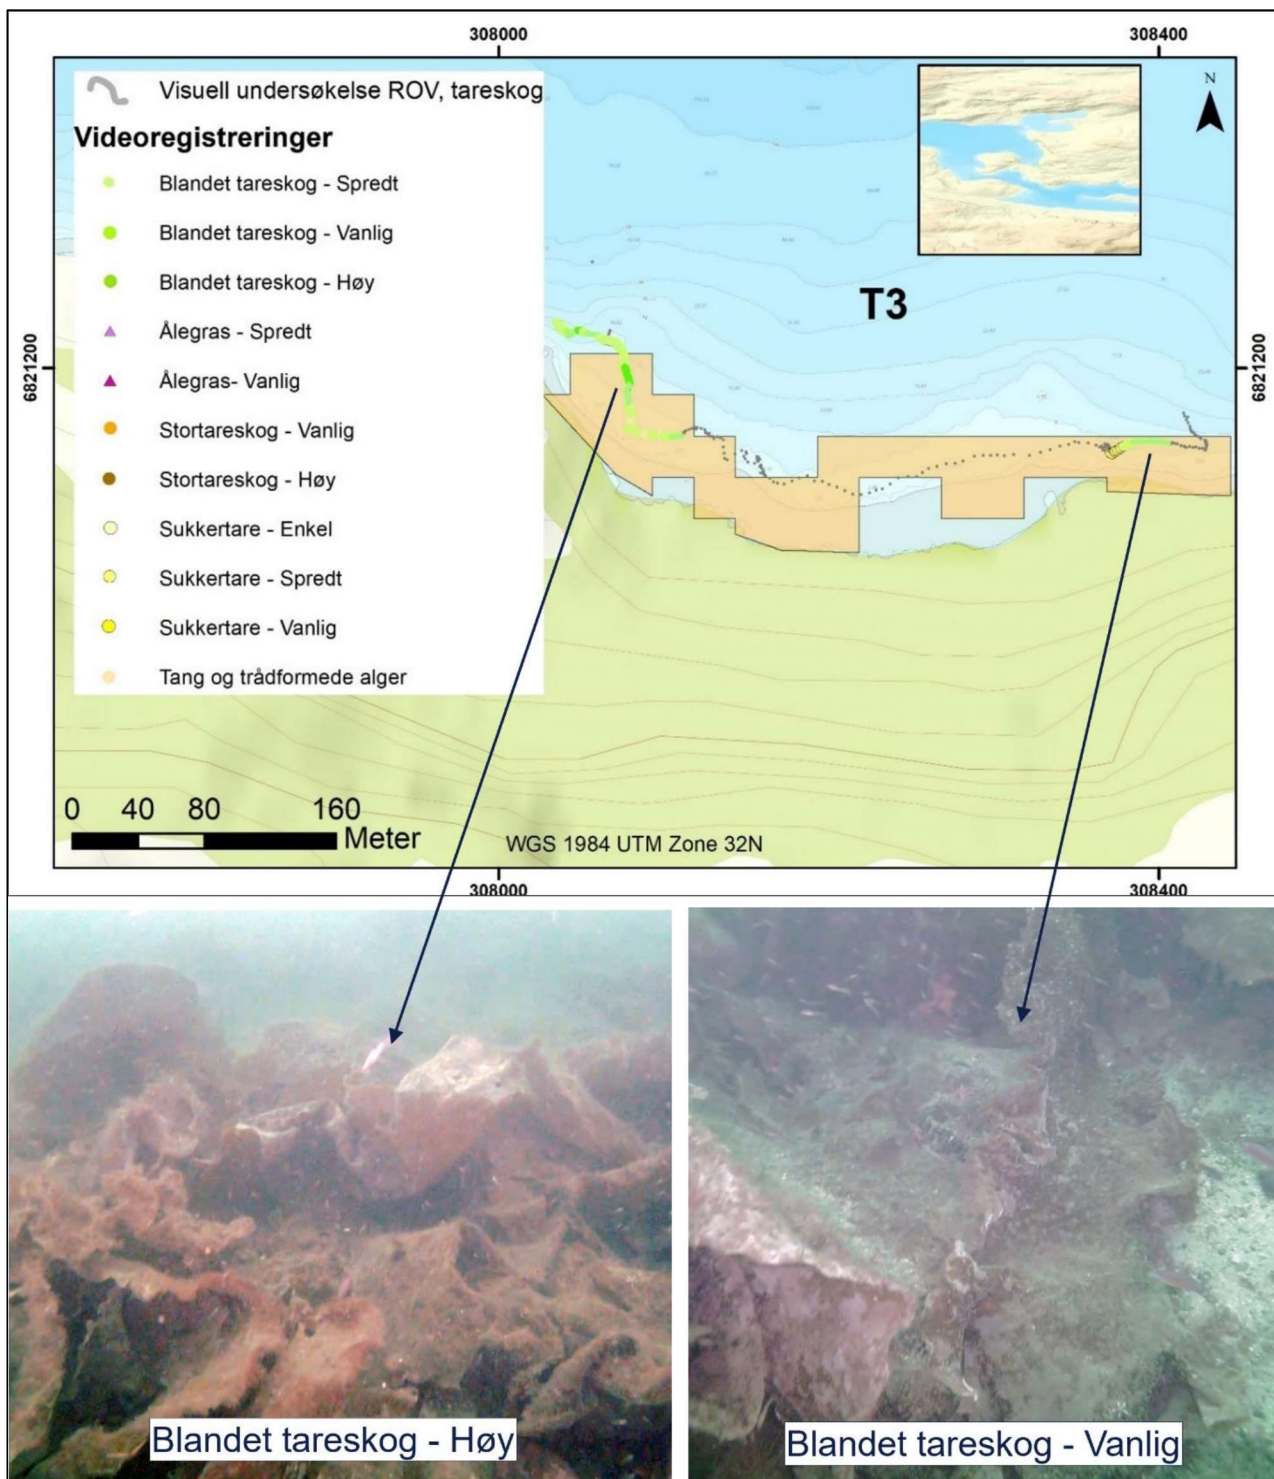 308000
308400
Visuell undersøkelse ROV, tareskog
Videoregistreringer
Blandet tareskog - Spredt
Blandet tareskog - Vanlig
Blandet tareskog - Høy
Ålegras - Spredt
Ålegras- Vanlig
Stortareskog - Vanlig
Stortareskog - Høy
Sukkertare - Enkel
Sukkertare - Spredt
Sukkertare - Vanlig
Tang og trådformede alger
N
T3
6821200
6821200
0 40 80 160
Meter
WGS 1984 UTM Zone 32N
308000
308400
Blandet tareskog - Høy
Blandet tareskog - Vanlig